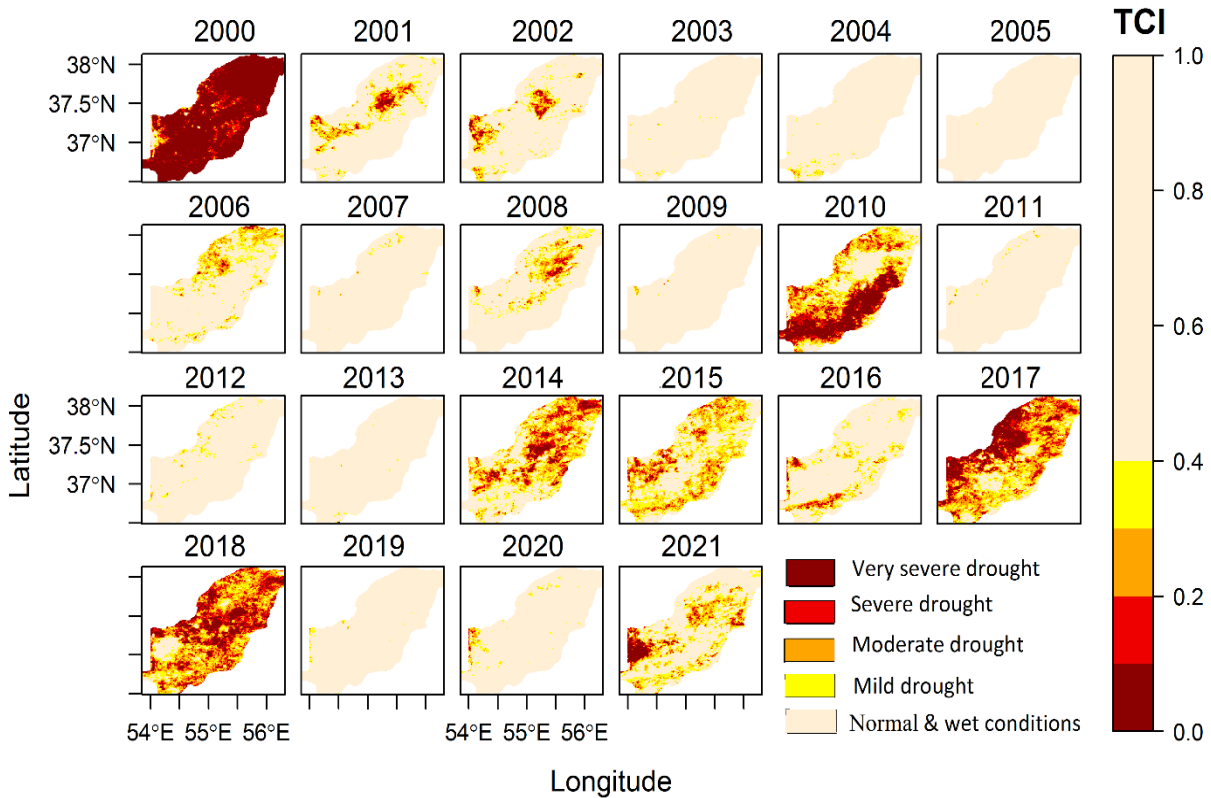 TCI
2000 2001 2002 2003 2004 2005
38°N
37.5°N
37°N
2006 2007 2008 2009 2010 2011
2012 2013 2014 2015 2016 2017
38°N
37.5°N
37°N
2018 2019 2020 2021
54°E 55°E 56°E
54°E 55°E 56°E
Latitude
Longitude
Very severe drought
Severe drought
Moderate drought
Mild drought
Normal & wet conditions
1.0
0.8
0.6
0.4
0.2
0.0